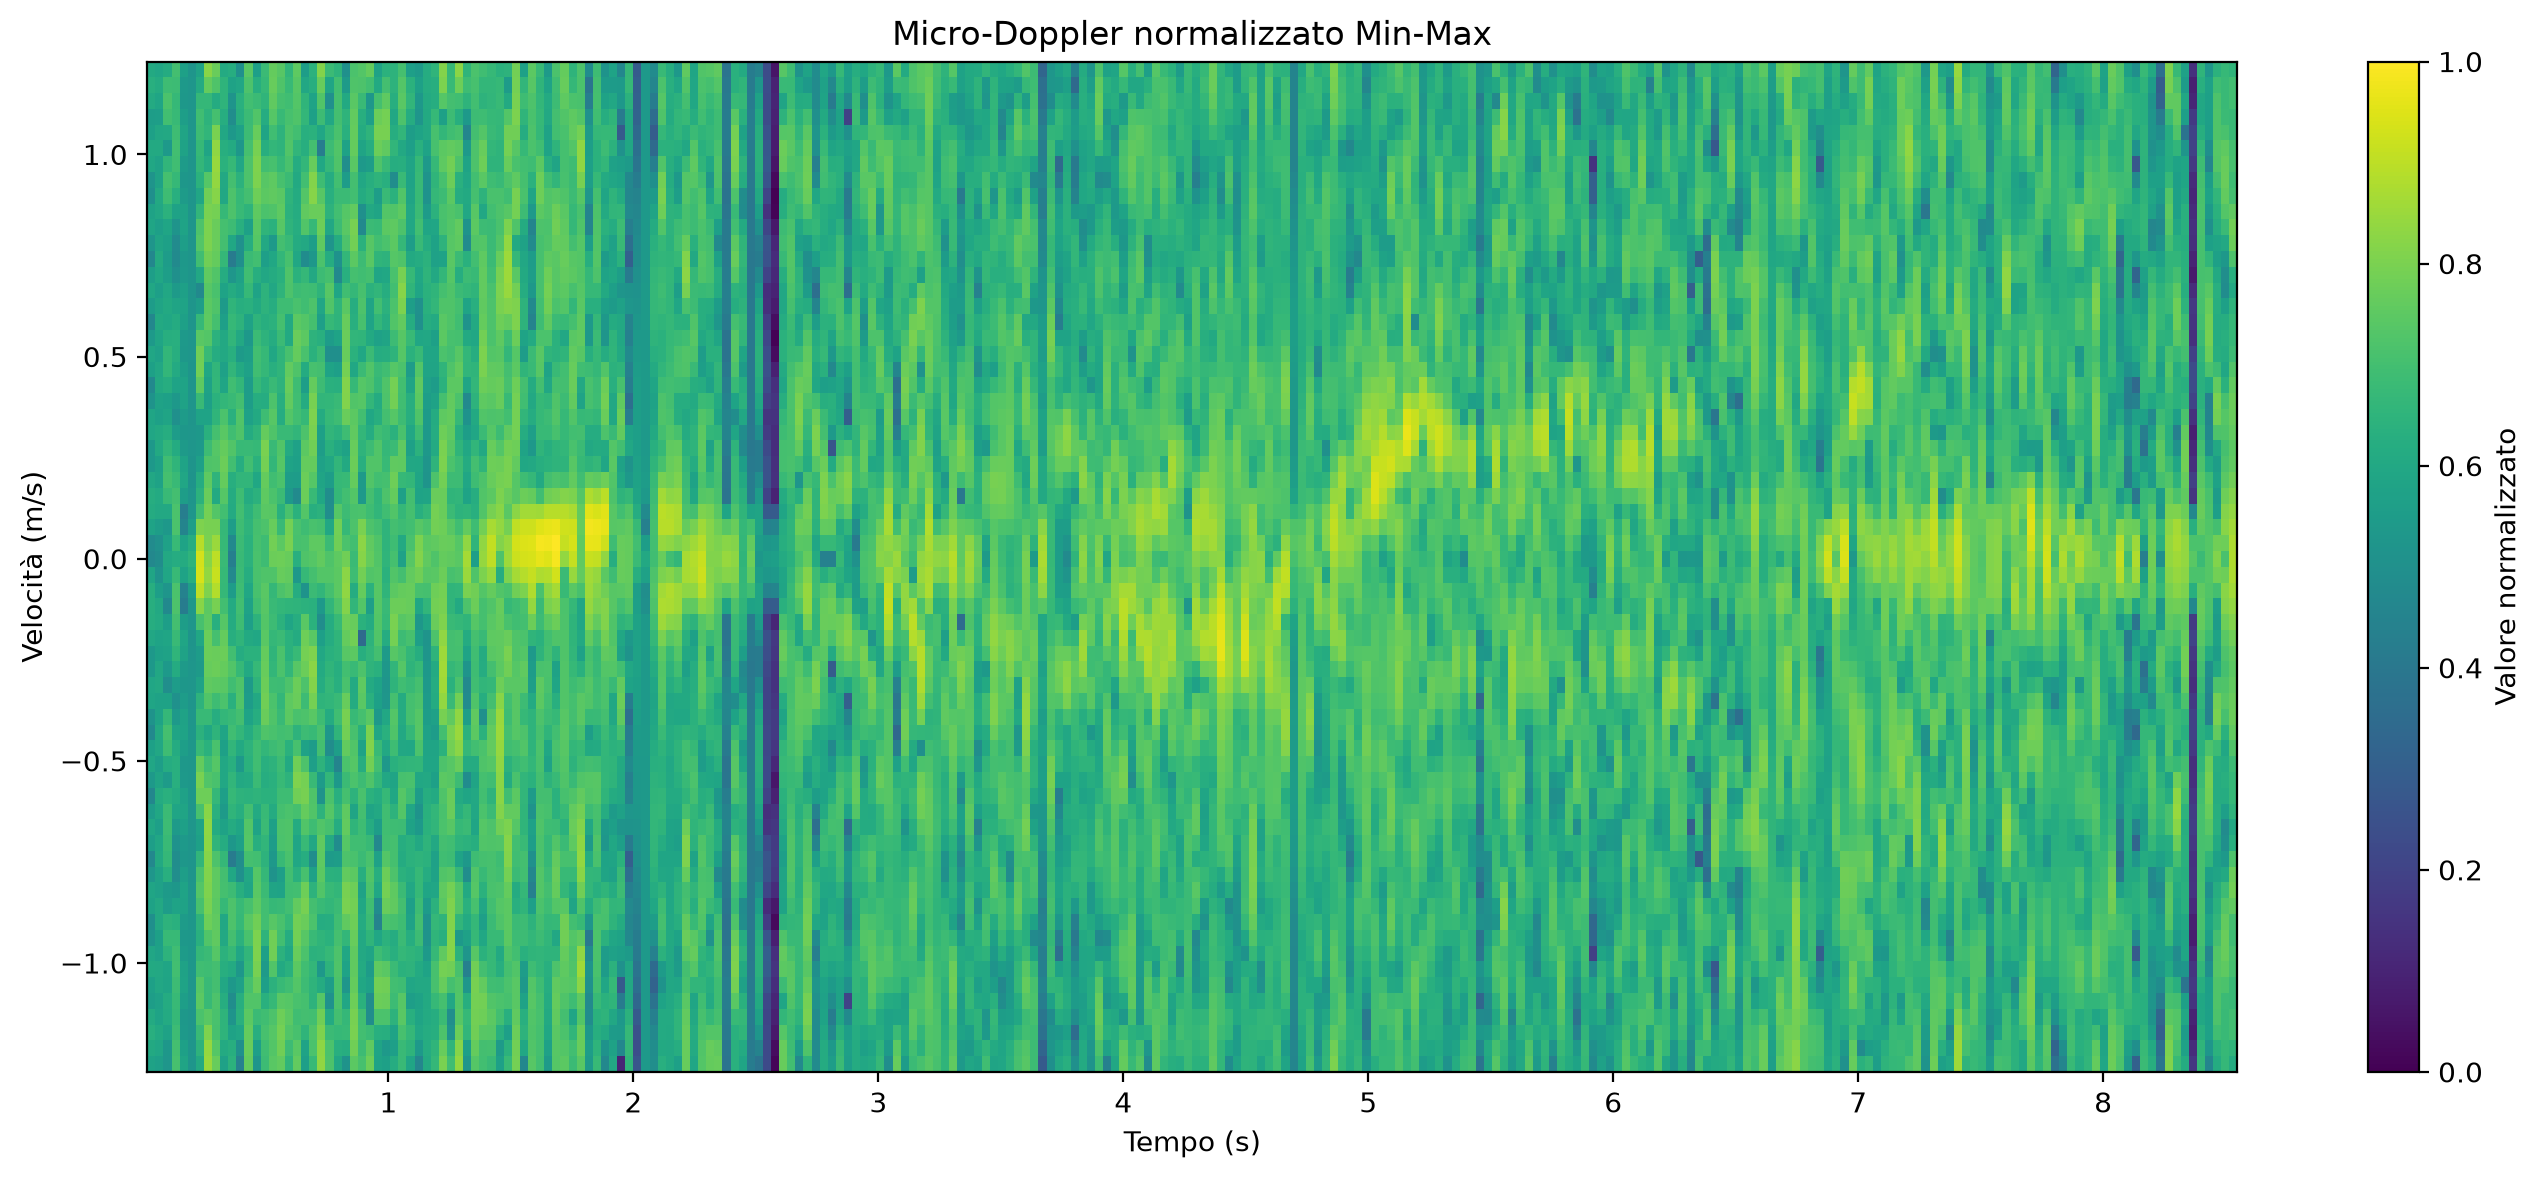 Micro-Doppler normalizzato Min-Max
Velocità (m/s)
1.0
0.5
0.0
−0.5
−1.0
1 2 3 4 5 6 7 8
Tempo (s)
1.0
0.8
0.6
0.4
0.2
0.0
Valore normalizzato